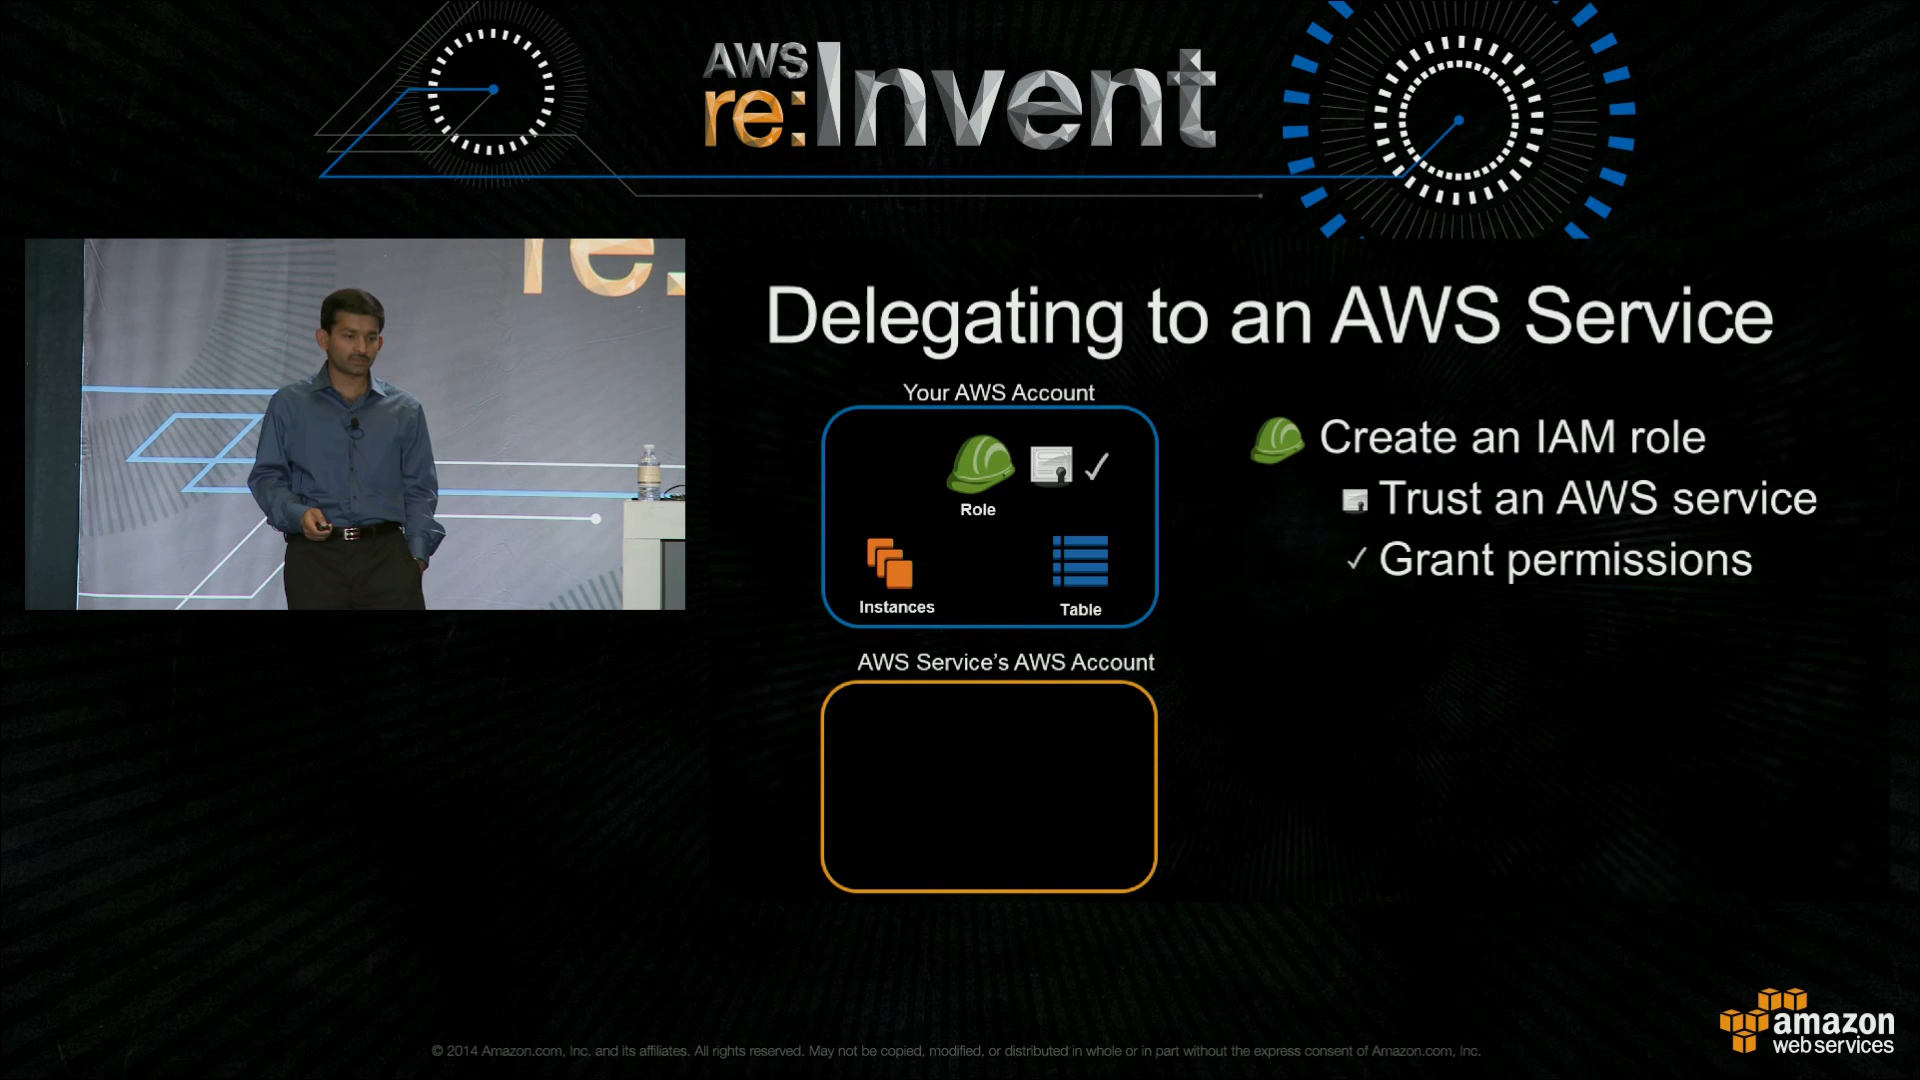 AWS
re:Invent
re:
Delegating to an AWS Service
Your AWS Account
Role
Instances
Table
AWS Service’s AWS Account
Create an IAM role
Trust an AWS service
✓ Grant permissions
amazon
web services
© 2014 Amazon.com, Inc. and its affiliates. All rights reserved. May not be copied, modified, or distributed in whole or in part without the express consent of Amazon.com, Inc.